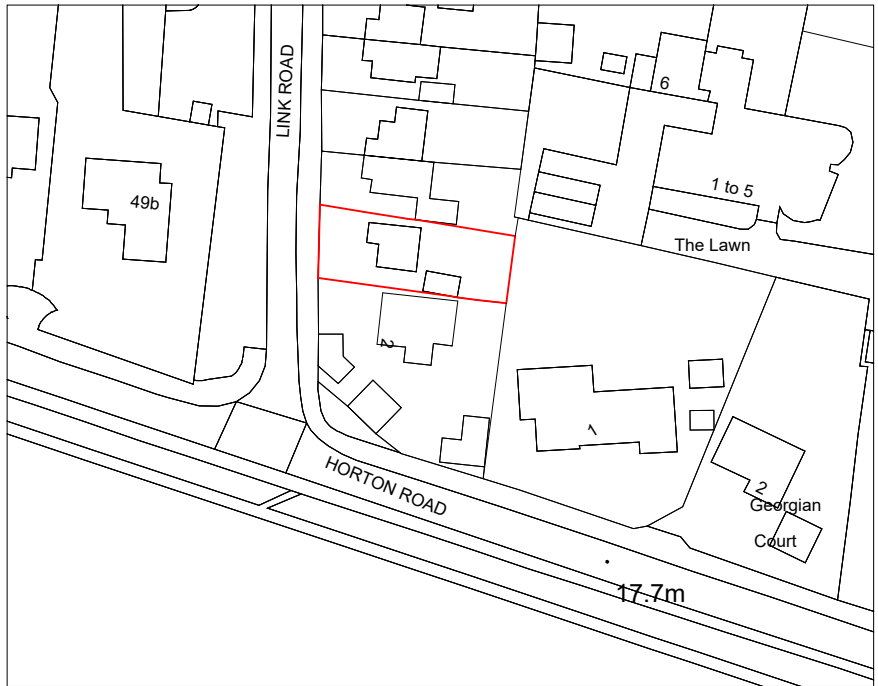 LINK ROAD
6
49b
1 to 5
The Lawn
2
1
2
Georgian
Court
HORTON ROAD
17.7m